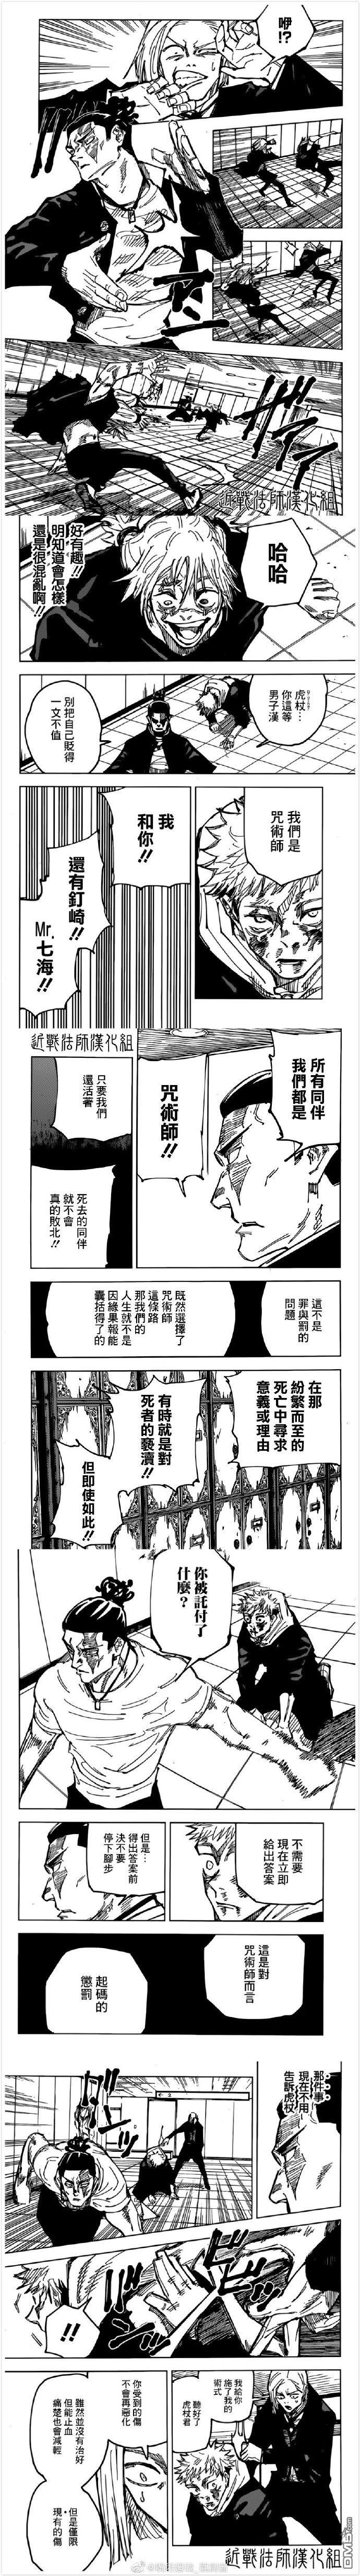 咿!?
近戰法師漢化組
哈哈
好有趣!!
明知道會怎樣
還是很混亂啊!!
虎杖…
你這等
男子漢
別把自己貶得
一文不值
我們是
咒術師
我
和你!!
還有釘崎!!
Mr.七海!!
近戰法師漢化組
所有同伴
我們都是
咒術師!!
只要我們
還活著
死去的同伴
就不會
真的敗北!!
這不是
罪與罰的
問題
既然選擇了
咒術師
這條路
那我們的
人生就不是
因緣果報能
囊括得了的
在那
紛繁而至的
死亡中尋求
意義或理由
有時就是對
死者的褻瀆!!
但即使如此!!
你被託付了
什麼?
不需要
現在立即
給出答案
但是…
得出答案前
決不要
停下腳步
這是對
咒術師而言
起碼的
懲罰
那件事
現在不用
告訴虎杖
!!
我給你
施了我的
術式
聽好了
虎杖君
你受到的傷
不會再惡化
雖然並沒有治好
但能止血
痛楚也會減輕
但是僅限
現有的傷
近戰法師漢化組